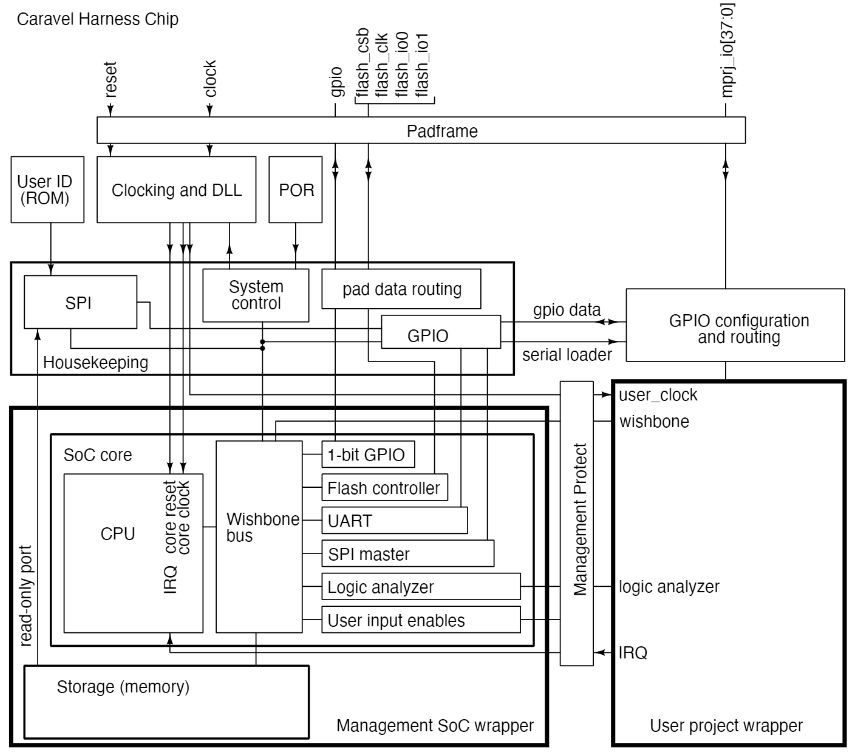 Caravel Harness Chip
reset
clock
gpio
flash_csb
flash_clk
flash_io0
flash_io1
mprj_io[37:0]
Padframe
User ID
(ROM)
Clocking and DLL
POR
SPI
System
control
pad data routing
GPIO
Housekeeping
gpio data
serial loader
GPIO configuration
and routing
user_clock
wishbone
SoC core
CPU
IRQ
core reset
core clock
Wishbone
bus
1-bit GPIO
Flash controller
UART
SPI master
Logic analyzer
User input enables
Management Protect
logic analyzer
IRQ
read-only port
Storage (memory)
Management SoC wrapper
User project wrapper